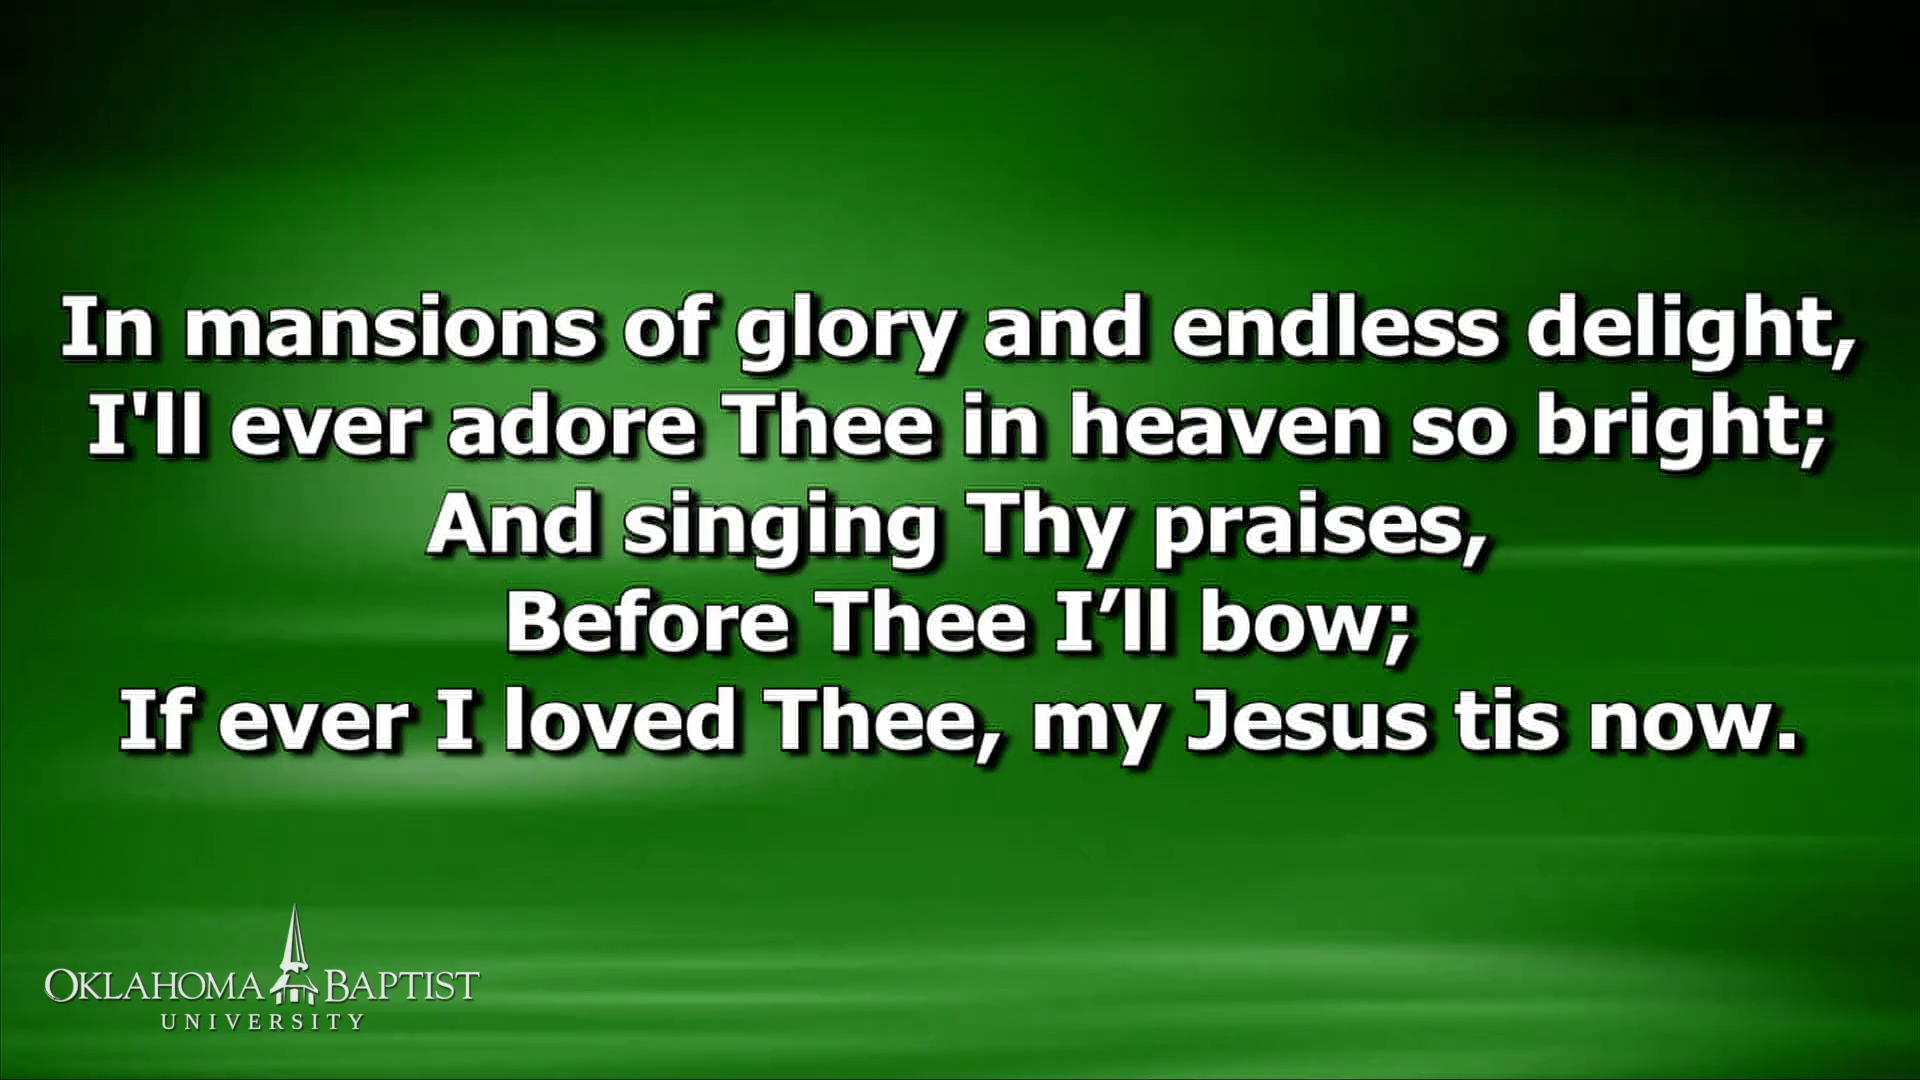 In mansions of glory and endless delight,
I'll ever adore Thee in heaven so bright;
And singing Thy praises,
Before Thee I’ll bow;
If ever I loved Thee, my Jesus tis now.
OKLAHOMA BAPTIST
UNIVERSITY